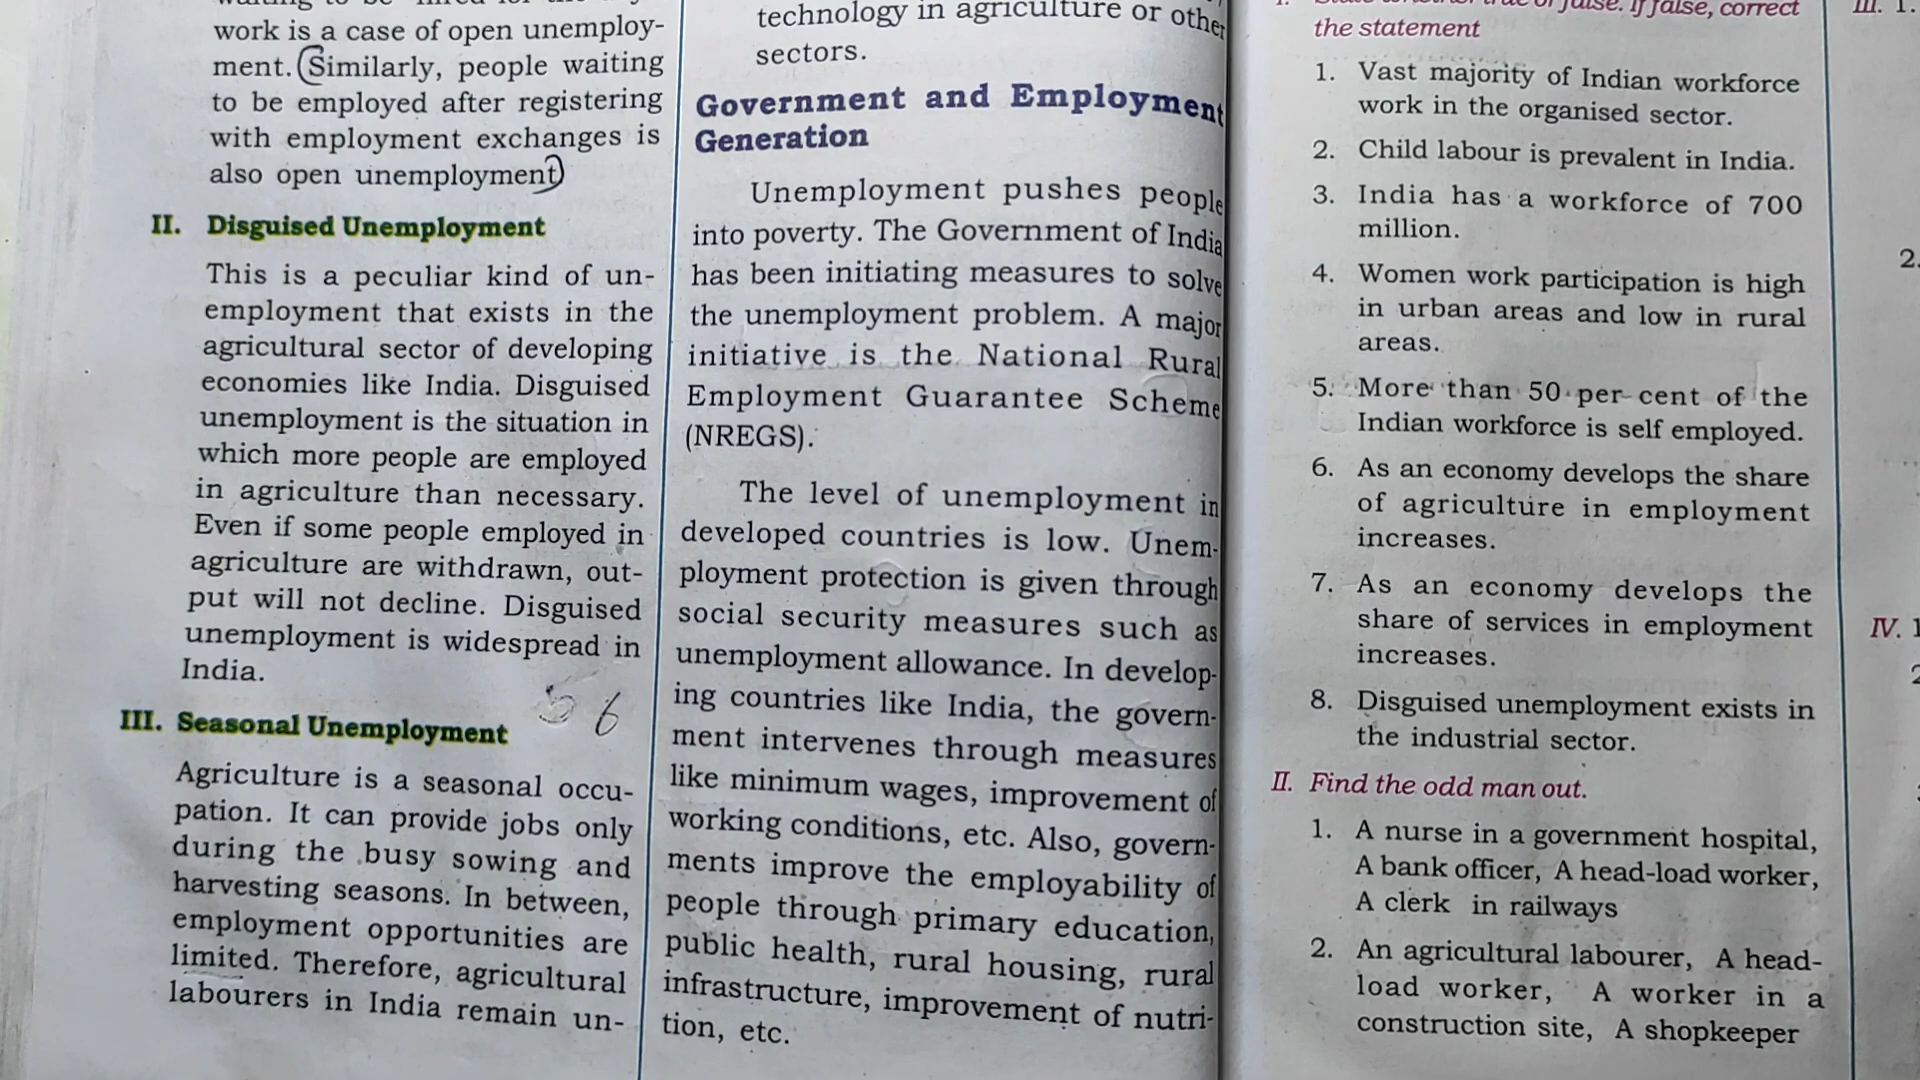 work is a case of open unemploy-
ment. Similarly, people waiting
to be employed after registering
with employment exchanges is
also open unemployment
II. Disguised Unemployment
This is a peculiar kind of un-
employment that exists in the
agricultural sector of developing
economies like India. Disguised
unemployment is the situation in
which more people are employed
in agriculture than necessary.
Even if some people employed in
agriculture are withdrawn, out-
put will not decline. Disguised
unemployment is widespread in
India.
56
III. Seasonal Unemployment
Agriculture is a seasonal occu-
pation. It can provide jobs only
during the busy sowing and
harvesting seasons. In between,
employment opportunities are
limited. Therefore, agricultural
labourers in India remain un-
technology in agriculture or other
sectors.
Government and Employment
Generation
Unemployment pushes people
into poverty. The Government of India
has been initiating measures to solve
the unemployment problem. A major
initiative is the National Rural
Employment Guarantee Scheme
(NREGS).
The level of unemployment in
developed countries is low. Unem-
ployment protection is given through
social security measures such as
unemployment allowance. In develop-
ing countries like India, the govern-
ment intervenes through measures
like minimum wages, improvement of
working conditions, etc. Also, govern-
ments improve the employability of
people through primary education,
public health, rural housing, rural
infrastructure, improvement of nutri-
tion, etc.
false. If false, correct
the statement
1. Vast majority of Indian workforce
work in the organised sector.
2. Child labour is prevalent in India.
3. India has a workforce of 700
million.
4. Women work participation is high
in urban areas and low in rural
areas.
5. More than 50 per cent of the
Indian workforce is self employed.
6. As an economy develops the share
of agriculture in employment
increases.
7. As an economy develops the
share of services in employment
increases.
8. Disguised unemployment exists in
the industrial sector.
II. Find the odd man out.
1. A nurse in a government hospital,
A bank officer, A head-load worker,
A clerk in railways
2. An agricultural labourer, A head-
load worker, A worker in a
construction site, A shopkeeper
III. 1.
2.
IV. 1